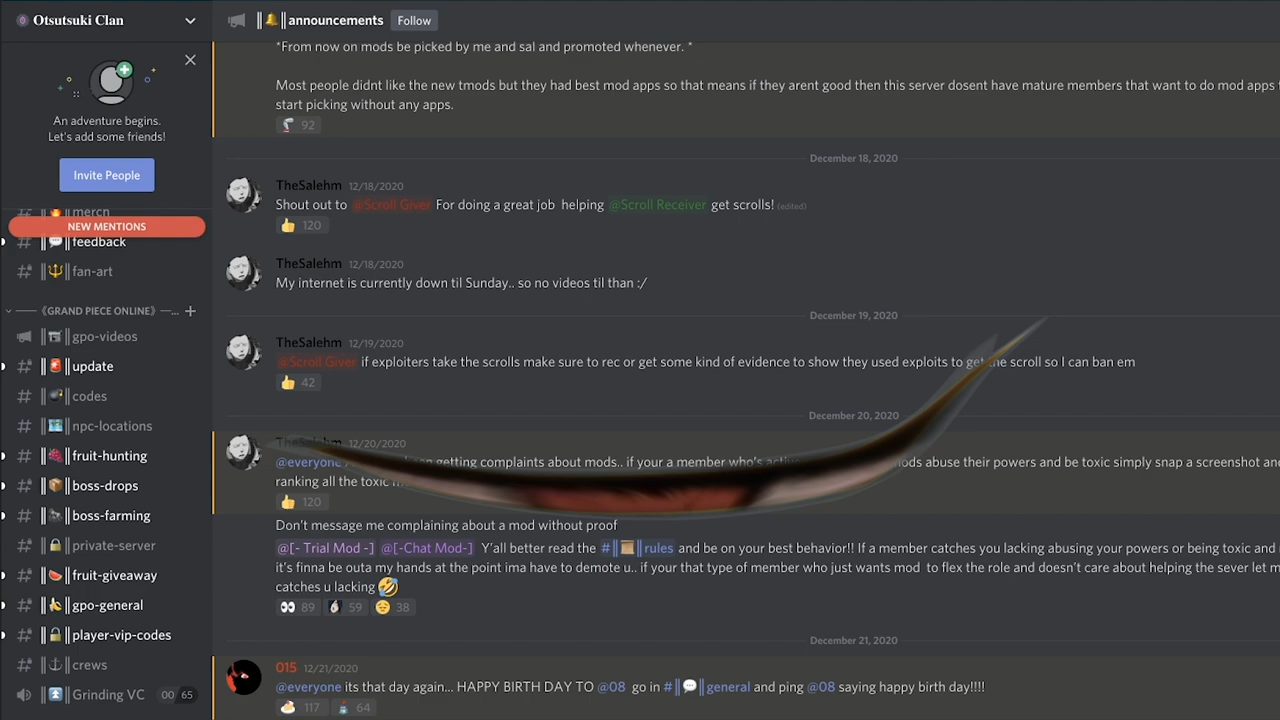 Otsutsuki Clan
announcements
Follow
*From now on mods be picked by me and sal and promoted whenever. *
Most people didnt like the new tmods but they had best mod apps so that means if they arent good then this server dosent have mature members that want to do mod apps
start picking without any apps.
92
An adventure begins.
Let's add some friends!
Invite People
December 18, 2020
TheSalehm 12/18/2020
Shout out to @Scroll Giver For doing a great job helping @Scroll Receiver get scrolls! (edited)
120
merch
NEW MENTIONS
feedback
fan-art
TheSalehm 12/18/2020
My internet is currently down til Sunday.. so no videos til than :/
December 19, 2020
《GRAND PIECE ONLINE》 —... +
gpo-videos
update
codes
npc-locations
fruit-hunting
boss-drops
boss-farming
private-server
fruit-giveaway
gpo-general
player-vip-codes
crews
Grinding VC 00 65
TheSalehm 12/19/2020
@Scroll Giver if exploiters take the scrolls make sure to rec or get some kind of evidence to show they used exploits to get the scroll so I can ban em
42
December 20, 2020
TheSalehm 12/20/2020
@everyone getting complaints about mods.. if your a member who's abuse their powers and be toxic simply snap a screenshot
ranking all the toxic
120
Don't message me complaining about a mod without proof
@[- Trial Mod -] @[-Chat Mod-] Y'all better read the #rules and be on your best behavior!! If a member catches you lacking abusing your powers or being toxic and
it's finna be outa my hands at the point ima have to demote u.. if your that type of member who just wants mod to flex the role and doesn't care about helping the sever let
catches u lacking 🤣
89 59 38
December 21, 2020
015 12/21/2020
@everyone its that day again... HAPPY BIRTH DAY TO @08 go in #general and ping @08 saying happy birth day!!!!
117 64